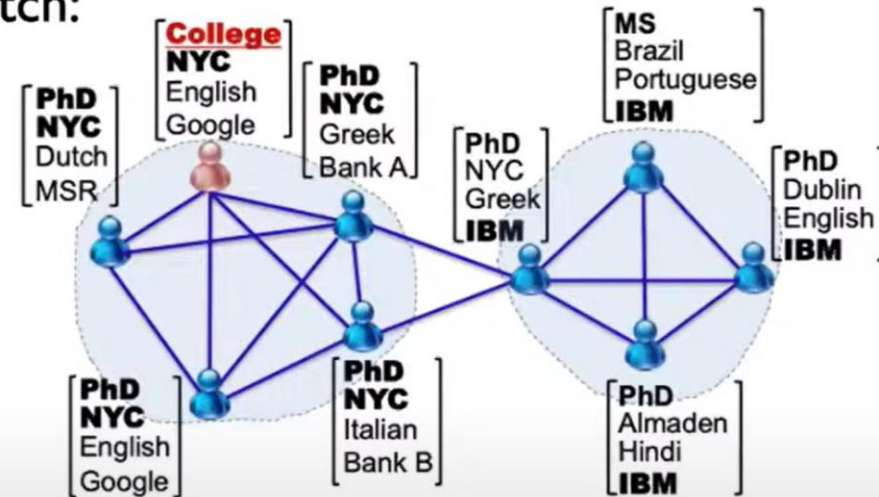 tch:
College
NYC
English
Google
PhD
NYC
Dutch
MSR
PhD
NYC
Greek
Bank A
PhD
NYC
Greek
IBM
MS
Brazil
Portuguese
IBM
PhD
Dublin
English
IBM
PhD
NYC
English
Google
PhD
NYC
Italian
Bank B
PhD
Almaden
Hindi
IBM